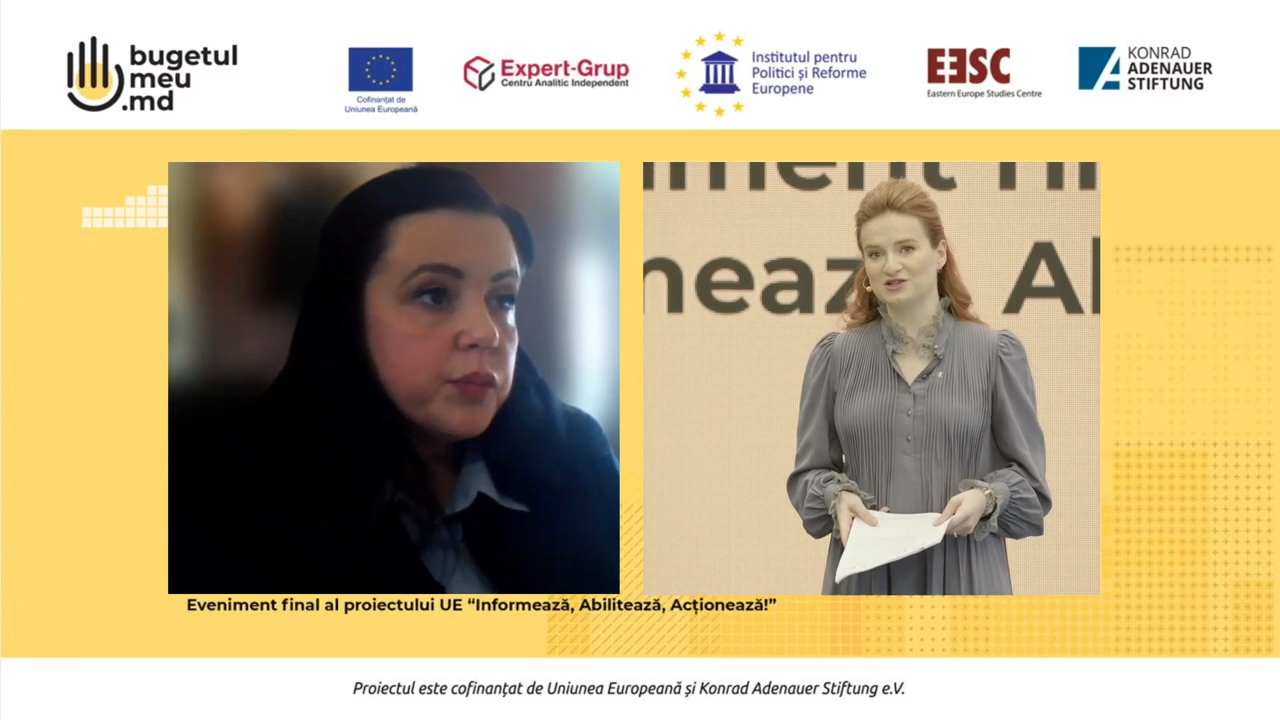 bugetul
meu
.md
Cofinanțat de
Uniunea Europeană
Expert-Grup
Centru Analitic Independent
Institutul pentru
Politici și Reforme
Europene
EESC
Eastern Europe Studies Centre
KONRAD
ADENAUER
STIFTUNG
Eveniment final al proiectului UE “Informează, Abilitează, Acționează!”
Proiectul este cofinanțat de Uniunea Europeană și Konrad Adenauer Stiftung e.V.